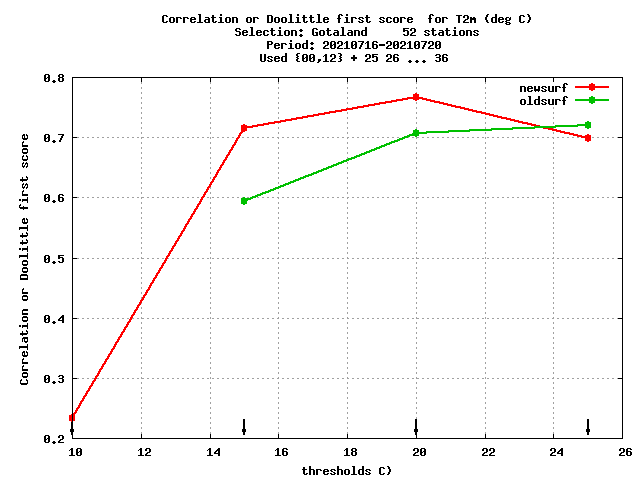 Correlation or Doolittle first score  for T2m (deg C)
Selection: Gotaland     52 stations
Period: 20210716-20210720
Used {00,12} + 25 26 ... 36
newsurf
oldsurf
Correlation or Doolittle first score
0.8
0.7
0.6
0.5
0.4
0.3
0.2
10 12 14 16 18 20 22 24 26
thresholds C)